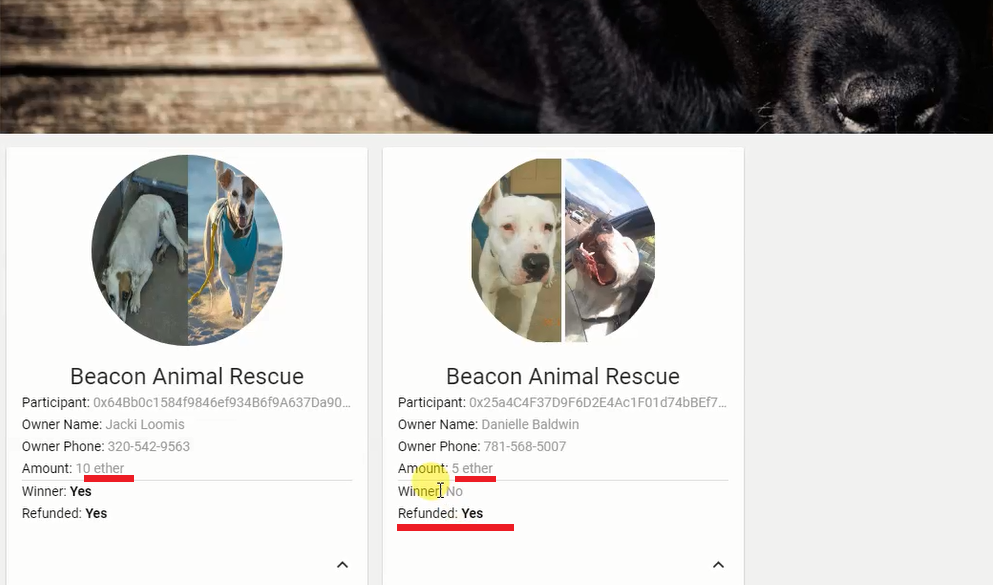 Beacon Animal Rescue
Participant: 0x64Bb0c1584f9846ef934B6f9A637Da90...
Owner Name: Jacki Loomis
Owner Phone: 320-542-9563
Amount: 10 ether
Winner: Yes
Refunded: Yes
Beacon Animal Rescue
Participant: 0x25a4C4F37D9F6D2E4Ac1F01d74bBEf7...
Owner Name: Danielle Baldwin
Owner Phone: 781-568-5007
Amount: 5 ether
Winner: No
Refunded: Yes